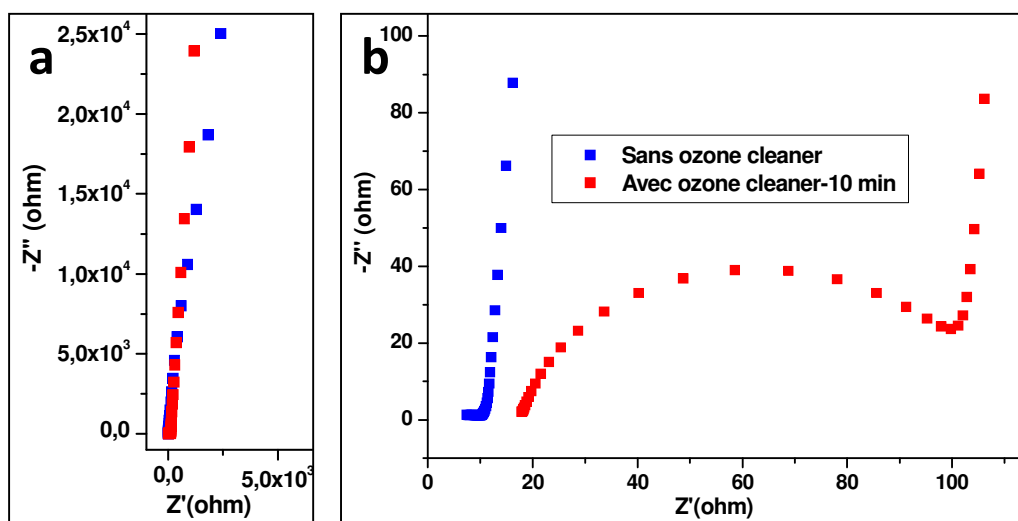 a
2,5x10⁴
2,0x10⁴
1,5x10⁴
1,0x10⁴
5,0x10³
0,0
-Z'' (ohm)
0,0
5,0x10³
Z'(ohm)
b
100
80
60
40
20
0
-Z'' (ohm)
Sans ozone cleaner
Avec ozone cleaner-10 min
0
20
40
60
80
100
Z'(ohm)